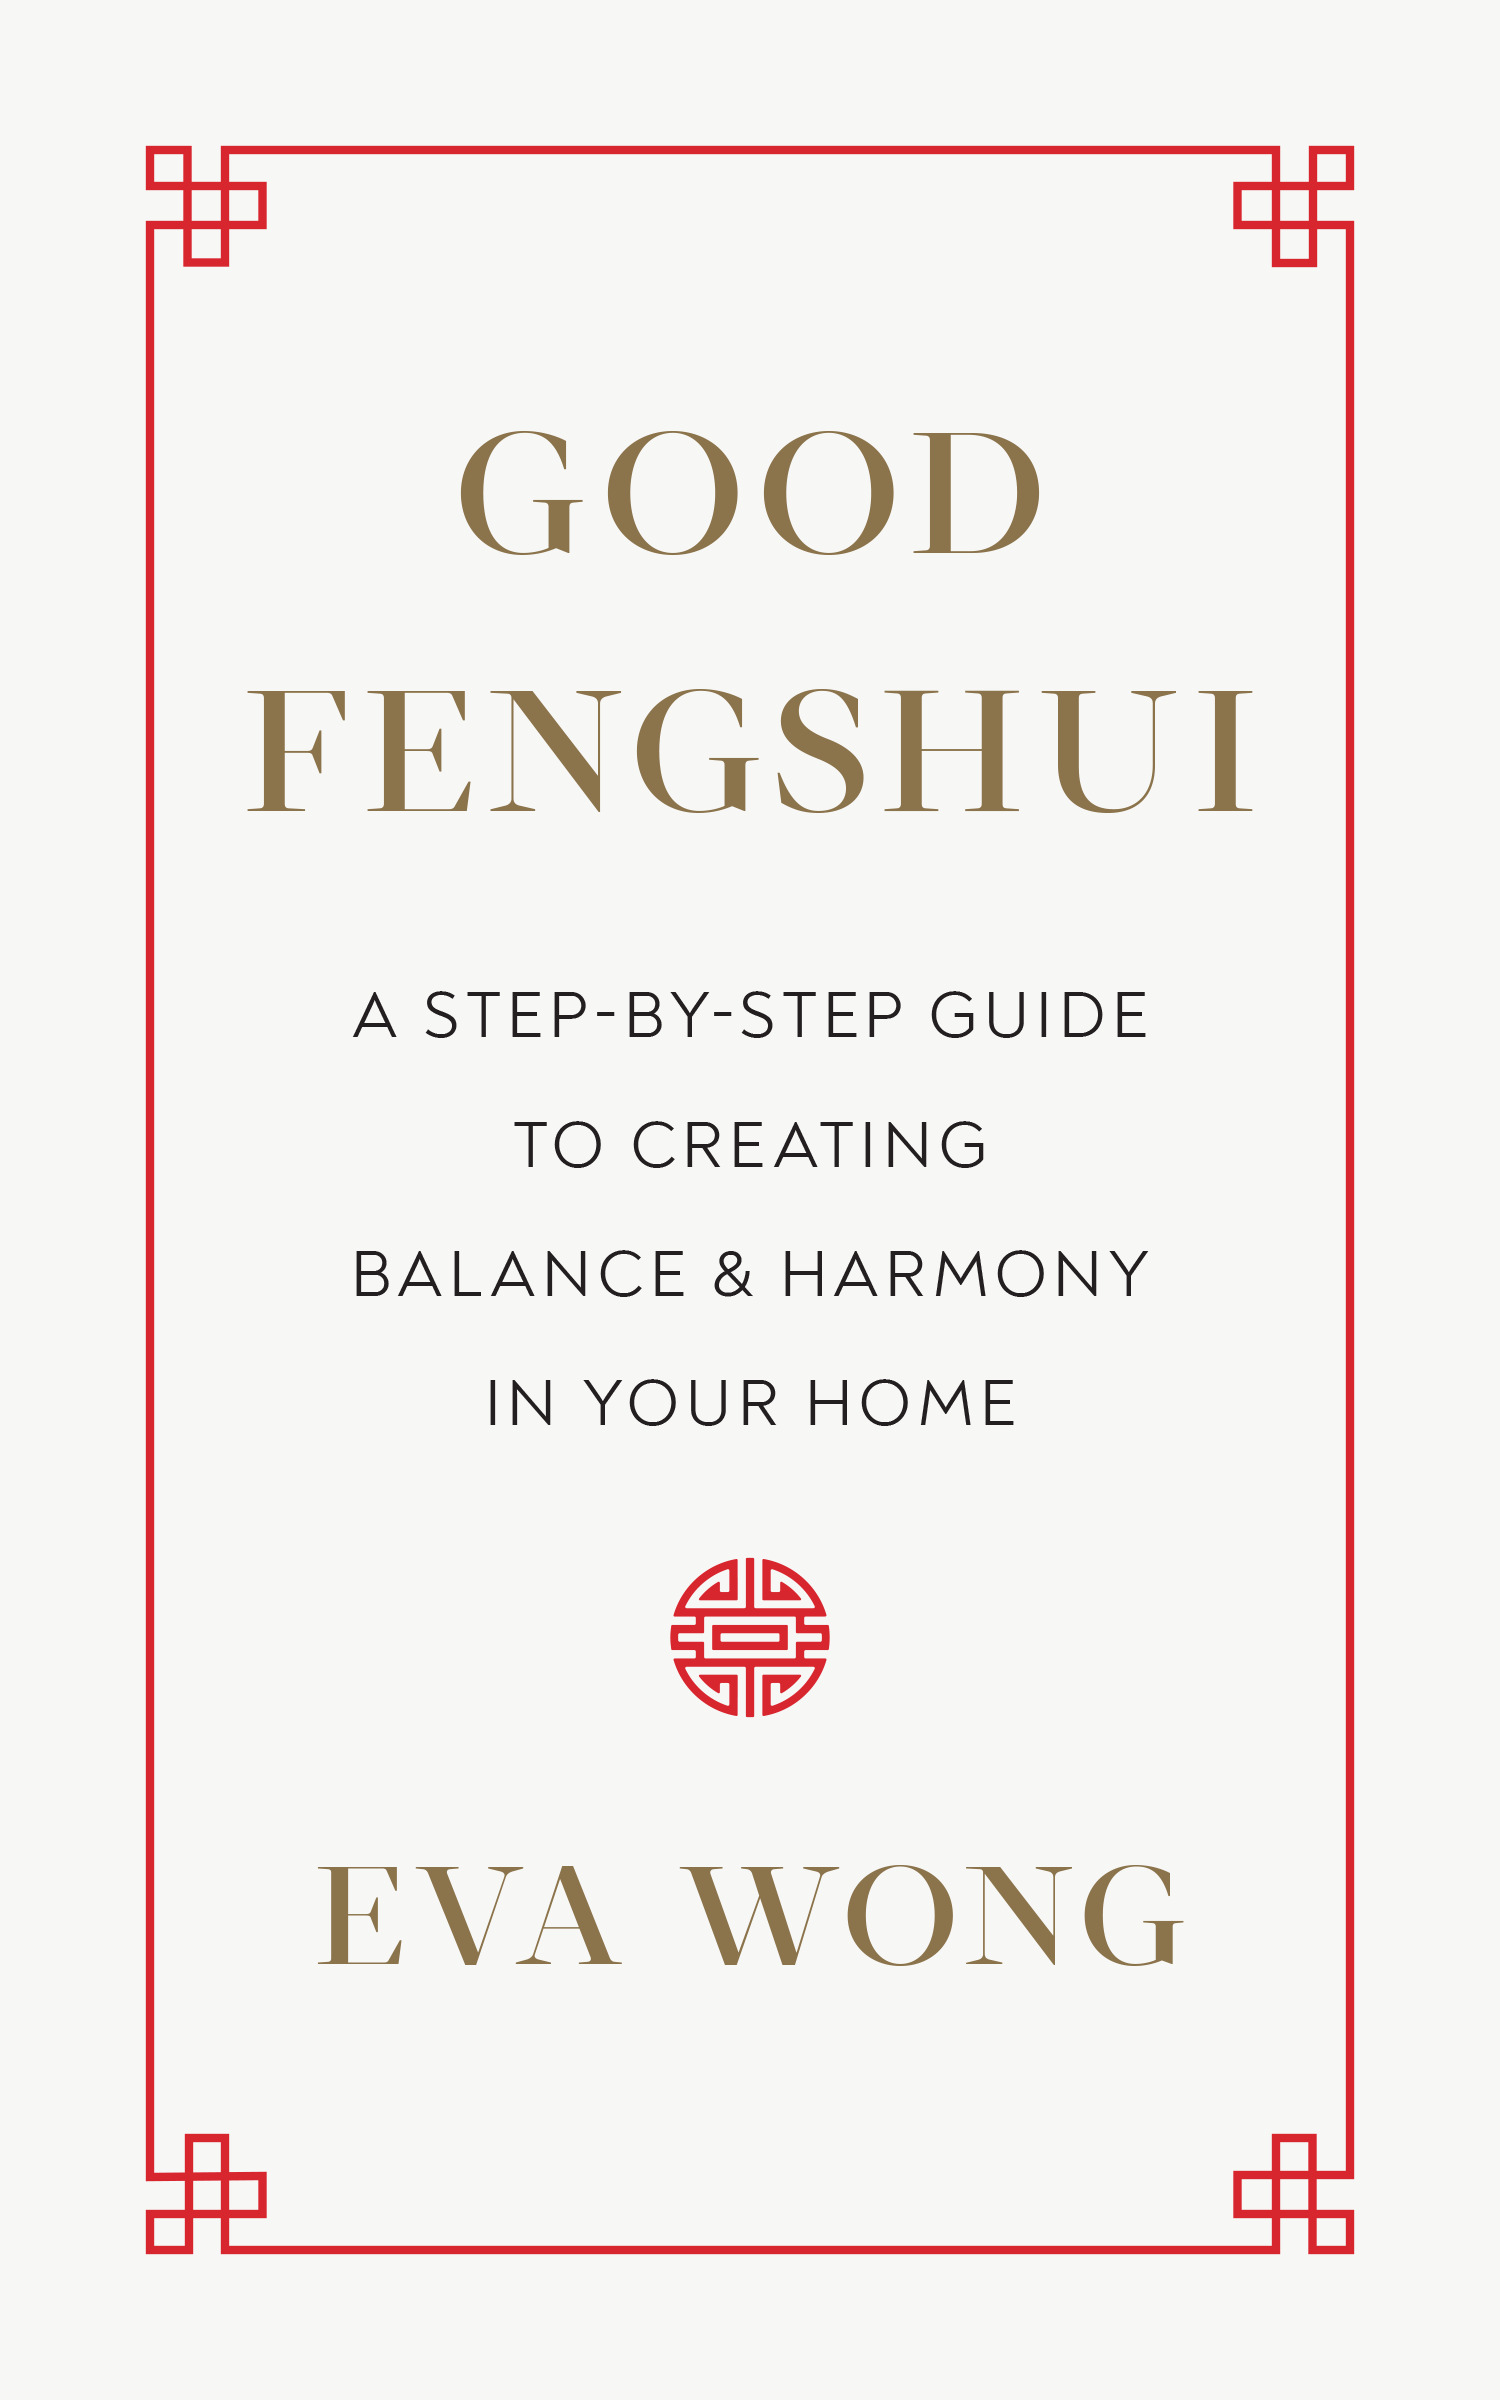 GOOD
FENGSHUI
A STEP-BY-STEP GUIDE
TO CREATING
BALANCE & HARMONY
IN YOUR HOME
EVA WONG